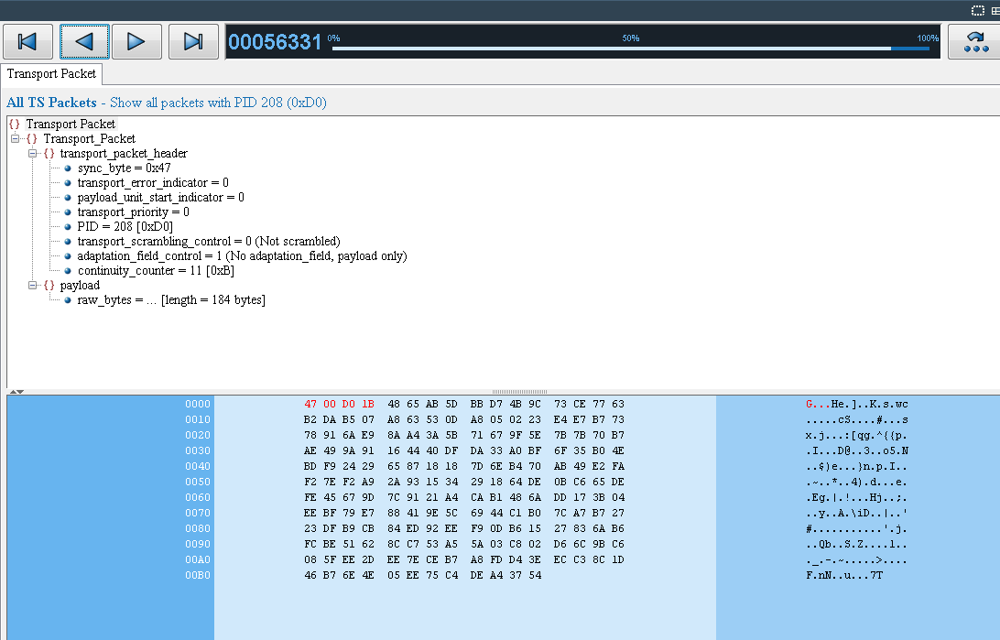 00056331 0% 50% 100%
Transport Packet
All TS Packets - Show all packets with PID 208 (0xD0)
{} Transport Packet
{} Transport_Packet
{} transport_packet_header
sync_byte = 0x47
transport_error_indicator = 0
payload_unit_start_indicator = 0
transport_priority = 0
PID = 208 [0xD0]
transport_scrambling_control = 0 (Not scrambled)
adaptation_field_control = 1 (No adaptation_field, payload only)
continuity_counter = 11 [0xB]
{} payload
raw_bytes = ... [length = 184 bytes]
0000 47 00 D0 1B 48 65 AB 5D BB D7 4B 9C 73 CE 77 63 G...He.]..K.s.wc
0010 B2 DA B5 07 A8 63 53 0D A8 05 02 23 E4 E7 B7 73 .....cS....#...s
0020 78 91 6A E9 8A A4 3A 5B 71 67 9F 5E 7B 7B 70 B7 x.j...:[qg.^{{p.
0030 AE 49 9A 91 16 44 40 DF DA 33 A0 BF 6F 35 B0 4E .I...D@..3..o5.N
0040 BD F9 24 29 65 87 18 18 7D 6E B4 70 AB 49 E2 FA ..$)e...}n.p.I..
0050 F2 7E F2 A9 2A 93 15 34 29 18 64 DE 0B C6 65 DE .~..*..4).d...e.
0060 FE 45 67 9D 7C 91 21 A4 CA B1 48 6A DD 17 3B 04 .Eg.|.!...Hj..;.
0070 EE BF 79 E7 88 41 9E 5C 69 44 C1 B0 7C A7 B7 27 ..y..A.\iD..|..'
0080 23 DF B9 CB 84 ED 92 EE F9 0D B6 15 27 83 6A B6 #...........'.j.
0090 FC BE 51 62 8C C7 53 A5 5A 03 C8 02 D6 6C 9B C6 ..Qb..S.Z....l..
00A0 08 5F EE 2D EE 7E CE B7 A8 FD D4 3E EC C3 8C 1D ._.-.~.....>....
00B0 46 B7 6E 4E 05 EE 75 C4 DE A4 37 54 F.nN..u...7T